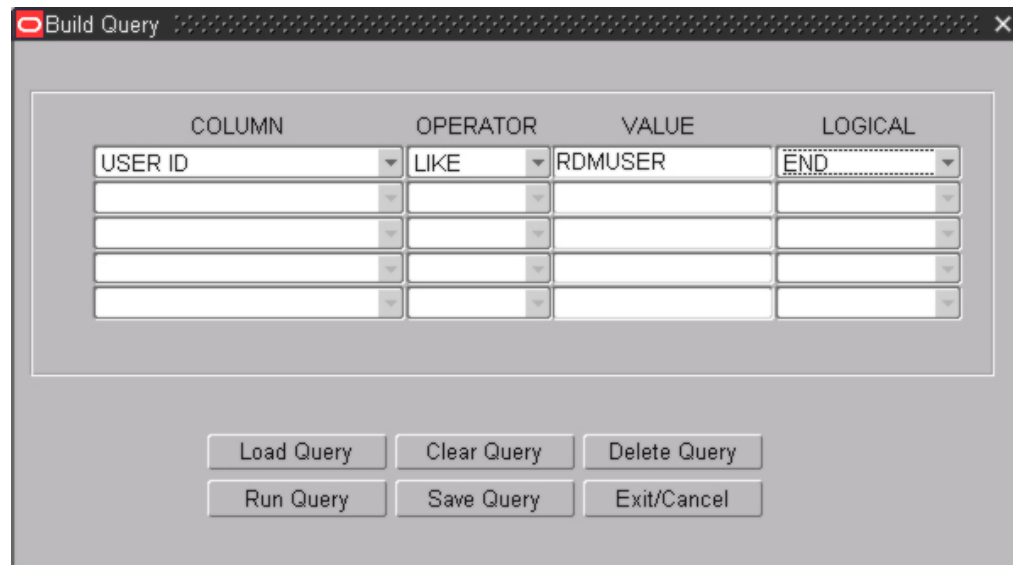 Build Query
COLUMN OPERATOR VALUE LOGICAL
USER ID LIKE RDMUSER END
Load Query Clear Query Delete Query
Run Query Save Query Exit/Cancel